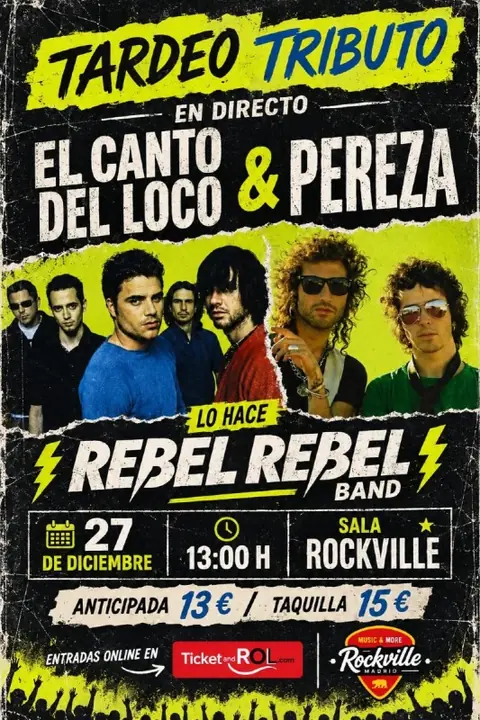 TARDEO TRIBUTO
EN DIRECTO
EL CANTO
DEL LOCO
& PEREZA
LO HACE
REBEL REBEL
BAND
27
DE DICIEMBRE
13:00 H
SALA
ROCKVILLE
ANTICIPADA 13 € / TAQUILLA 15 €
ENTRADAS ONLINE EN
TicketandROL.com
MUSIC & MORE
Rockville
MADRID